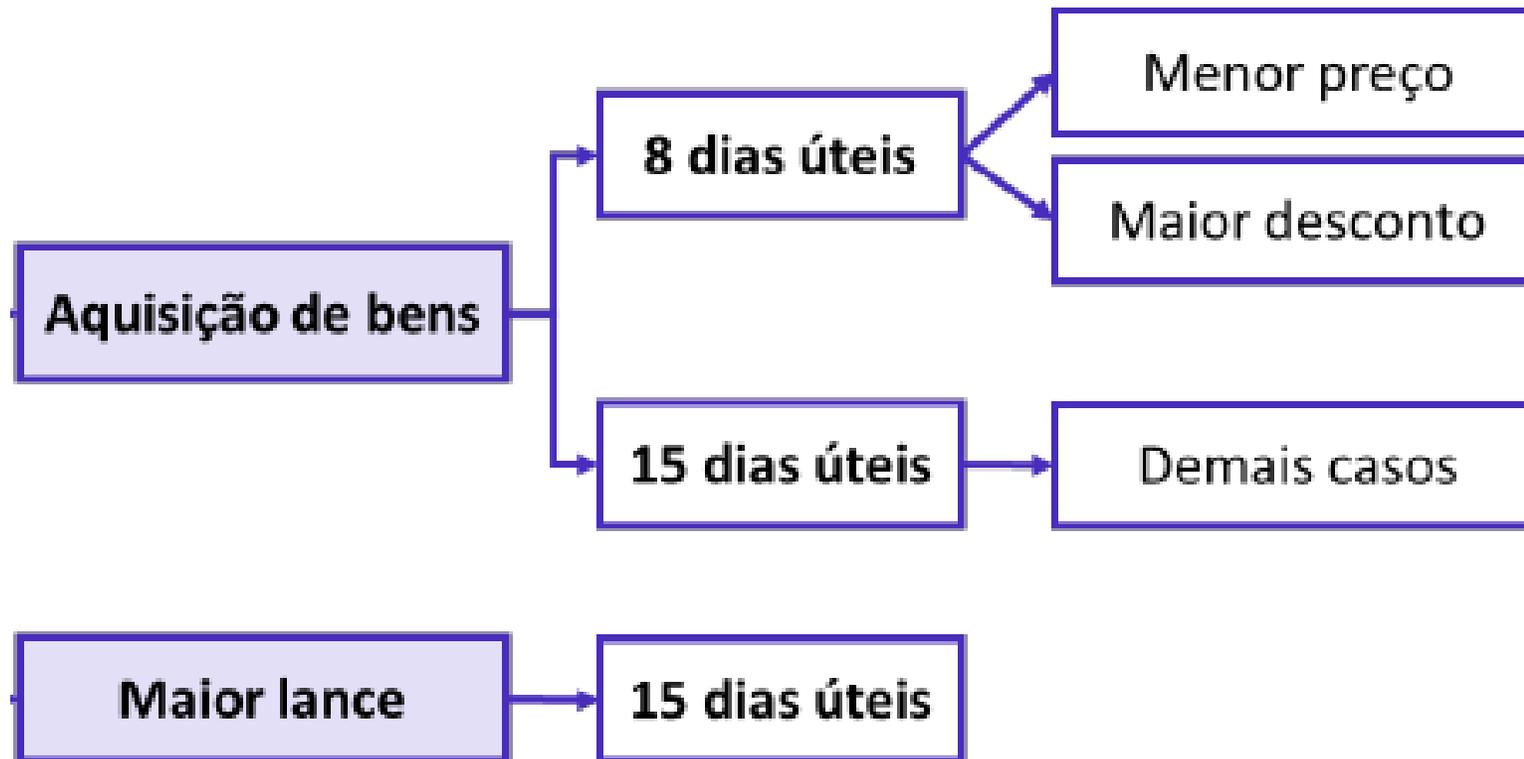 Menor preço
8 dias úteis
Maior desconto
Aquisição de bens
15 dias úteis
Demais casos
Maior lance
15 dias úteis